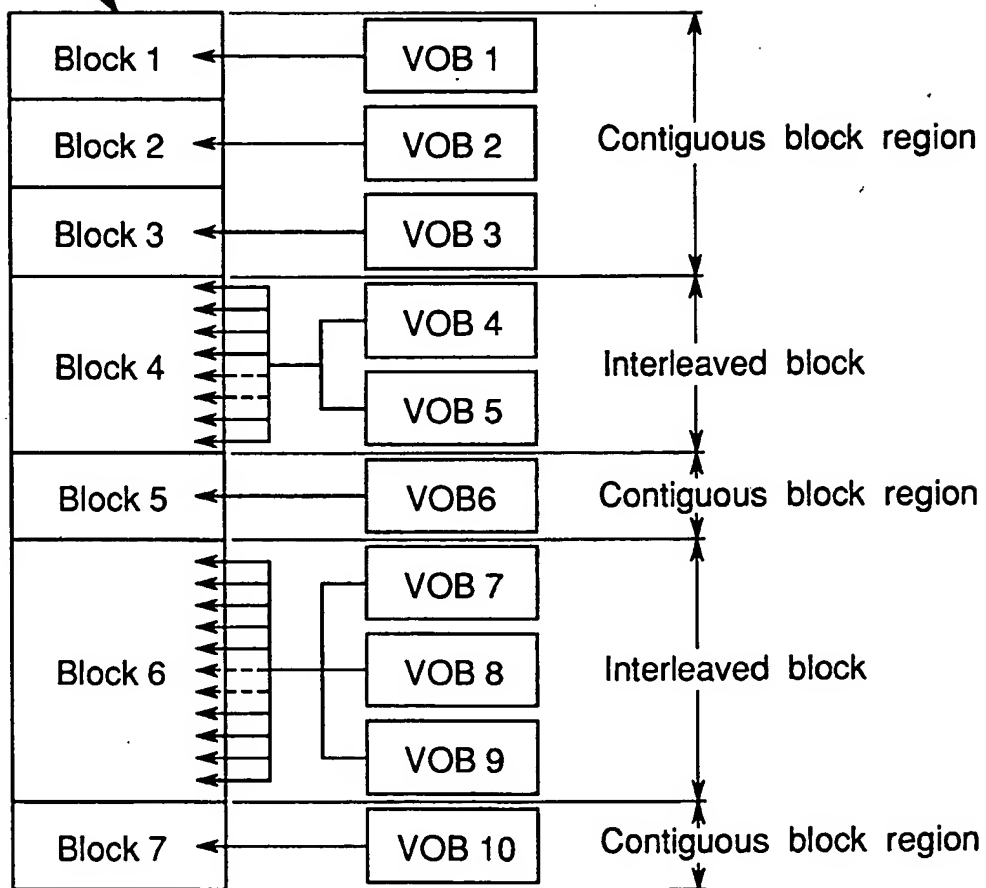 Block 1
VOB 1
Block 2
VOB 2
Contiguous block region
Block 3
VOB 3
VOB 4
Block 4
Interleaved block
VOB 5
Block 5
VOB6
Contiguous block region
VOB 7
Block 6
VOB 8
Interleaved block
VOB 9
Block 7
VOB 10
Contiguous block region